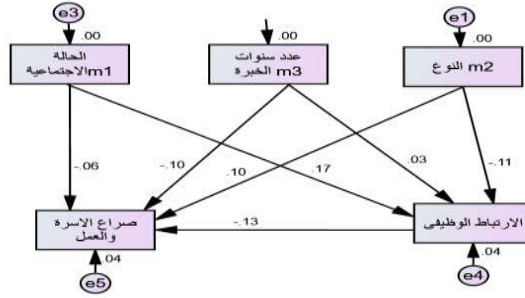 e3
e1
.00
.00
.00
الحالة
m1الاجتماعية
عدد سنوات
الخبرة m3
النوع m2
-.06
-.10
.10
.17
.03
-.11
صراع الاسرة
والعمل
-.13
الارتباط الوظيفى
.04
.04
e5
e4